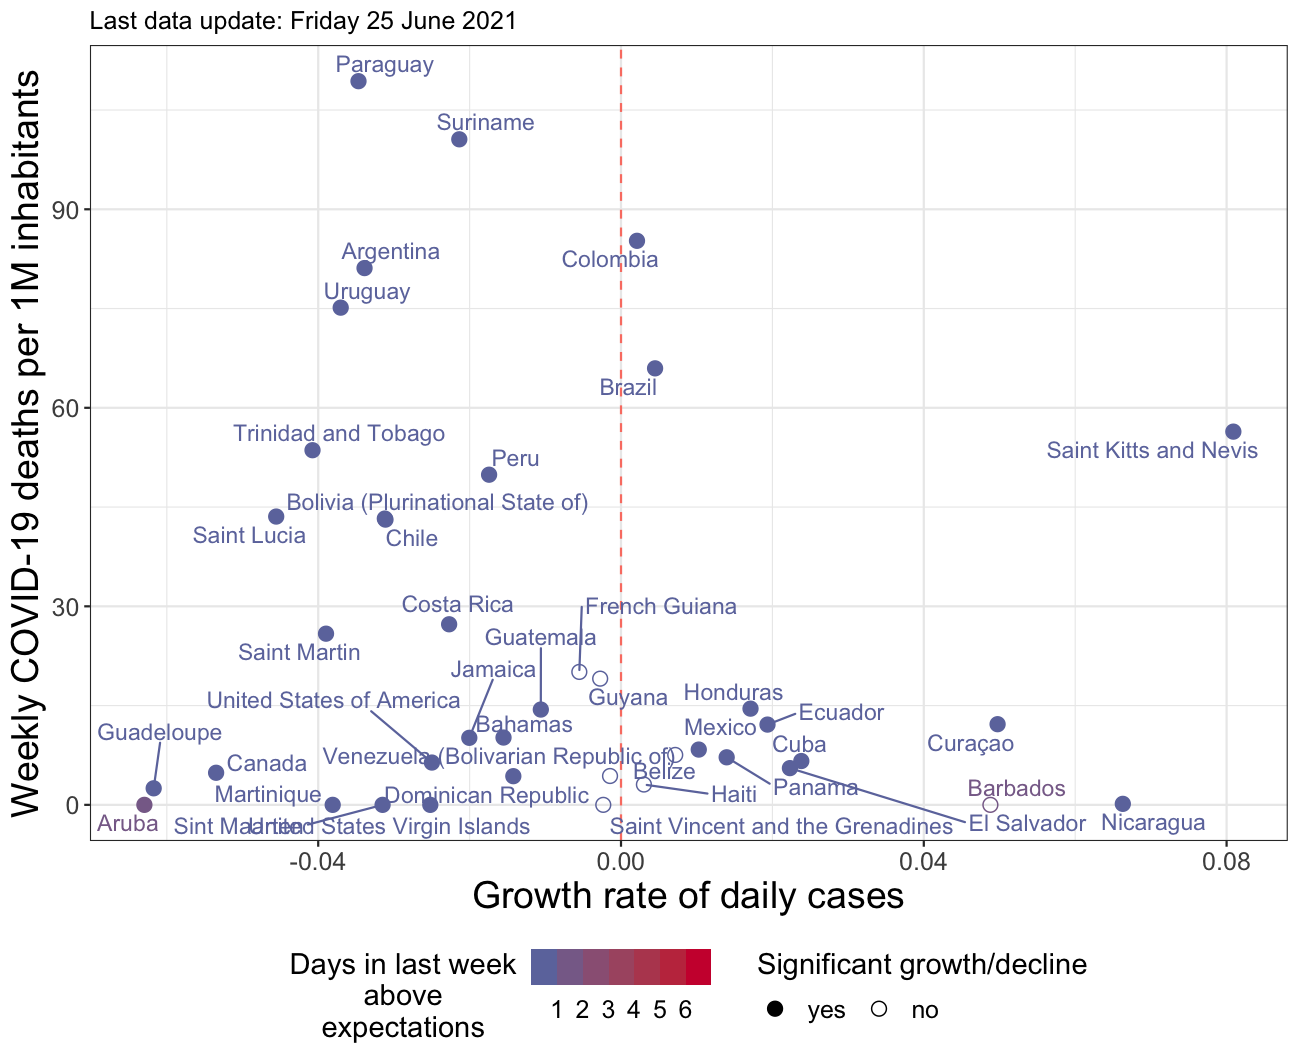 Last data update: Friday 25 June 2021
Weekly COVID-19 deaths per 1M inhabitants
90
60
30
0
Paraguay
Suriname
Argentina
Colombia
Uruguay
Brazil
Trinidad and Tobago
Saint Kitts and Nevis
Peru
Bolivia (Plurinational State of)
Saint Lucia
Chile
Costa Rica
French Guiana
Guatemala
Saint Martin
Jamaica
Honduras
United States of America
Guyana
Ecuador
Bahamas
Mexico
Guadeloupe
Cuba
Curaçao
Venezuela (Bolivarian Republic of)
Canada
Belize
Panama
Barbados
Martinique
Dominican Republic
Haiti
Aruba
Sint Maarten
United States Virgin Islands
Saint Vincent and the Grenadines
El Salvador
Nicaragua
-0.04
0.00
0.04
0.08
Growth rate of daily cases
Days in last week
above
expectations
1 2 3 4 5 6
Significant growth/decline
yes
no